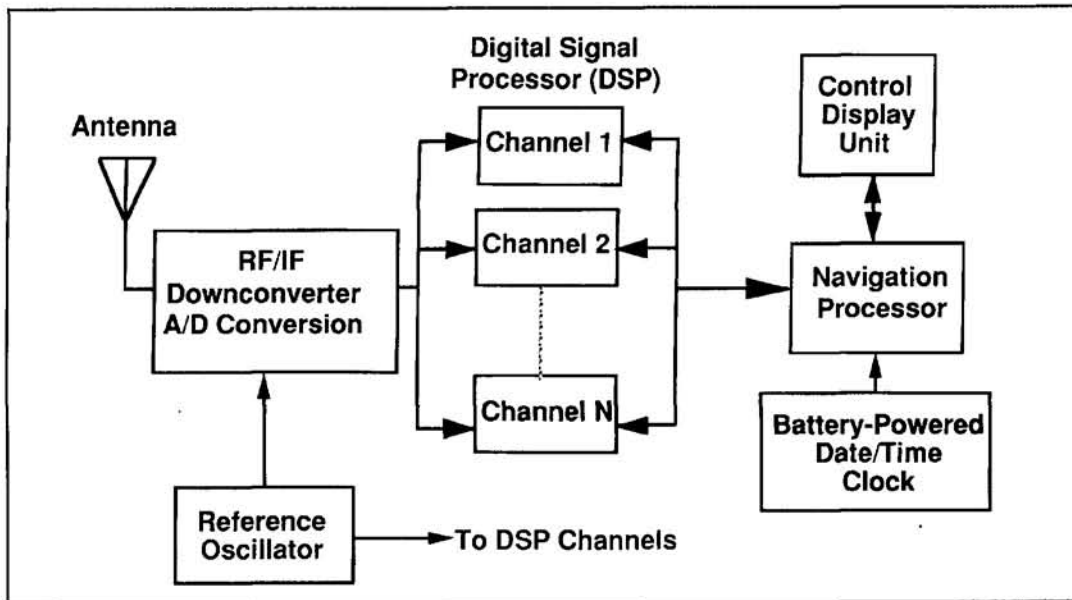 Digital Signal
Processor (DSP)
Antenna
Channel 1
Control
Display
Unit
RF/IF
Downconverter
A/D Conversion
Channel 2
Navigation
Processor
Channel N
Battery-Powered
Date/Time
Clock
Reference
Oscillator
To DSP Channels